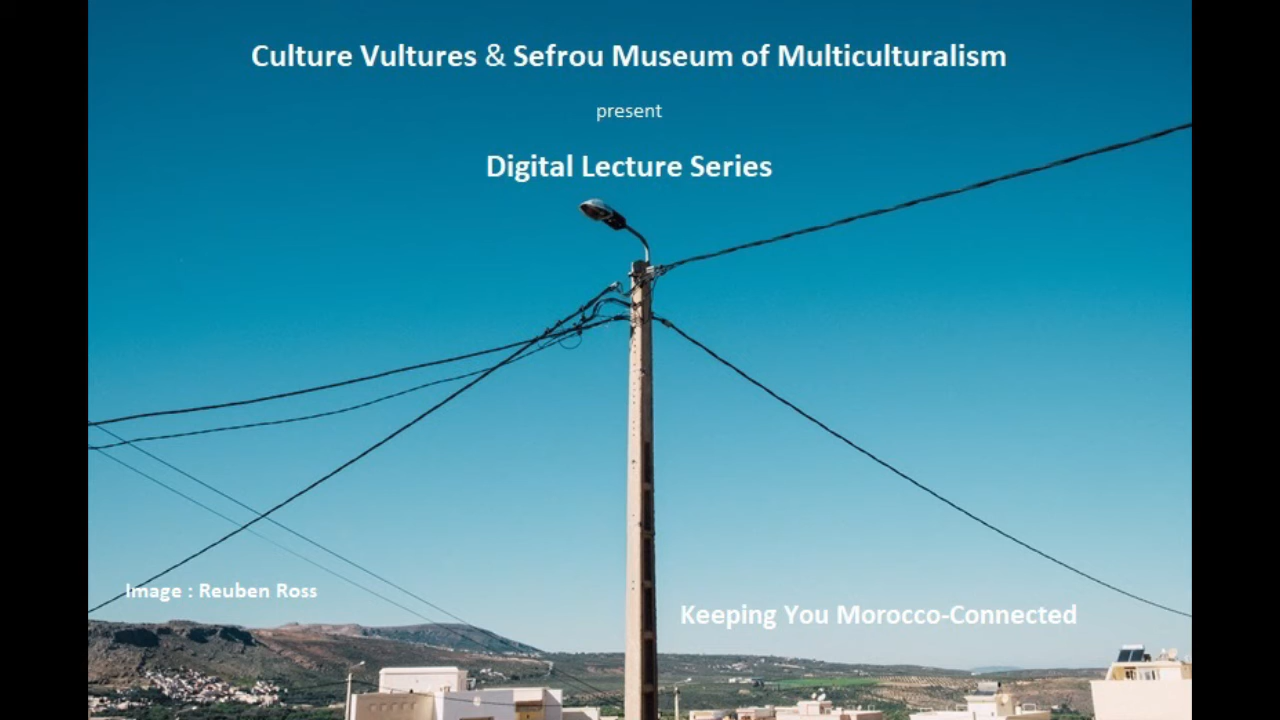 Culture Vultures & Sefrou Museum of Multiculturalism
present
Digital Lecture Series
Image : Reuben Ross
Keeping You Morocco-Connected